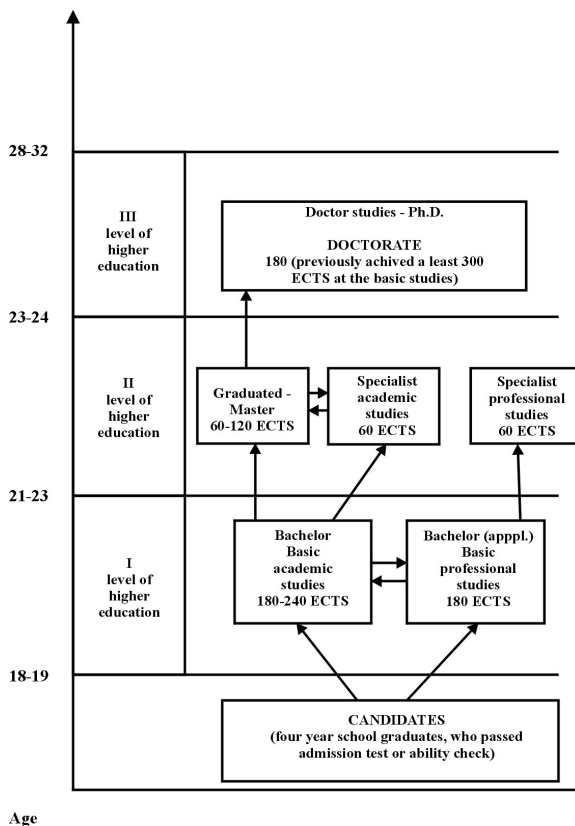 28-32
III
level of
higher
education
Doctor studies - Ph.D.
DOCTORATE
180 (previously achived a least 300
ECTS at the basic studies)
23-24
II
level of
higher
education
Graduated -
Master
60-120 ECTS
Specialist
academic
studies
60 ECTS
Specialist
professional
studies
60 ECTS
21-23
I
level of
higher
education
Bachelor
Basic
academic
studies
180-240 ECTS
Bachelor (apppl.)
Basic
professional
studies
180 ECTS
18-19
CANDIDATES
(four year school graduates, who passed
admission test or ability check)
Age